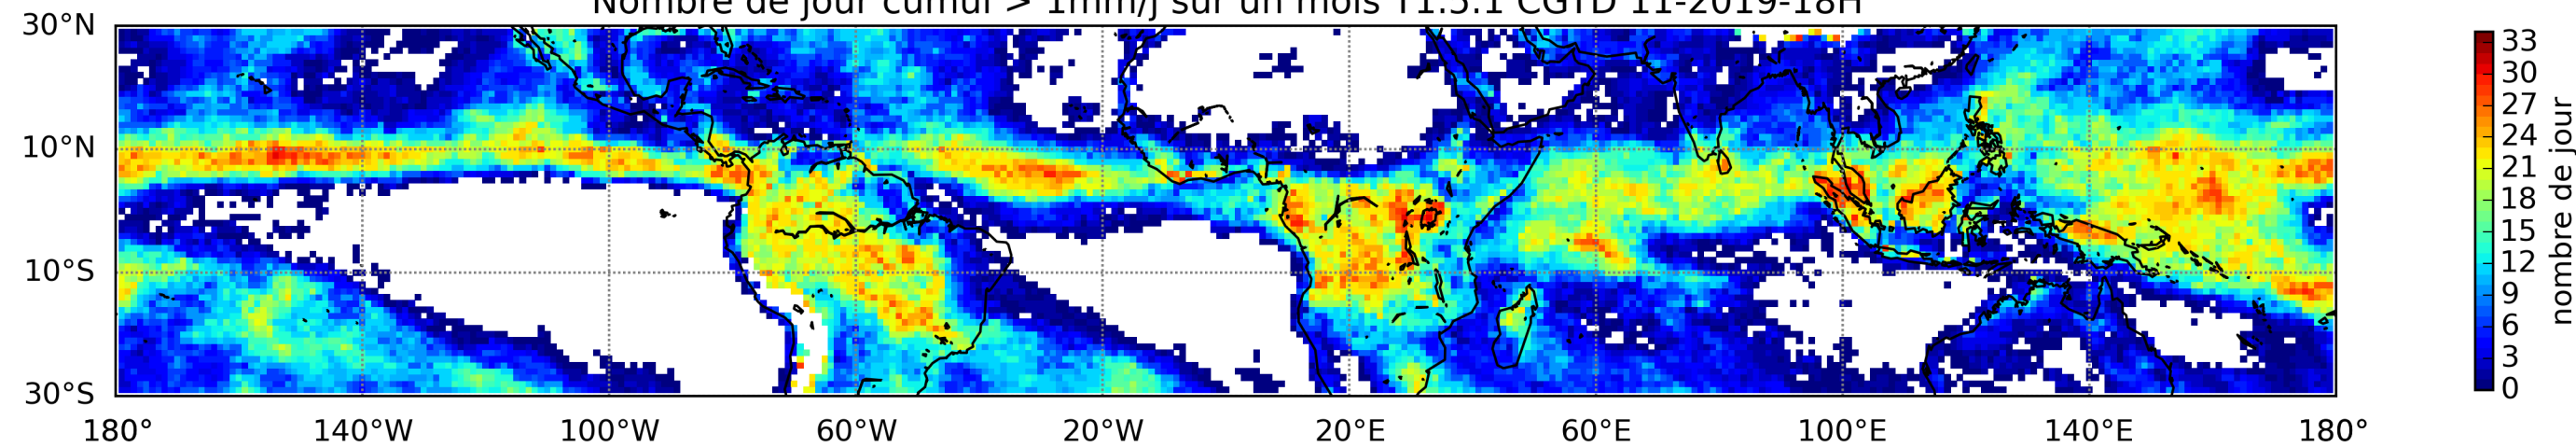 Nombre de jour cumul > 1mm/j sur un mois T1.5.1 CGTD 11-2019-18H
30°N
10°N
10°S
30°S
180° 140°W 100°W 60°W 20°W 20°E 60°E 100°E 140°E 180°
33
30
27
24
21
18
15
12
9
6
3
0
nombre de jour